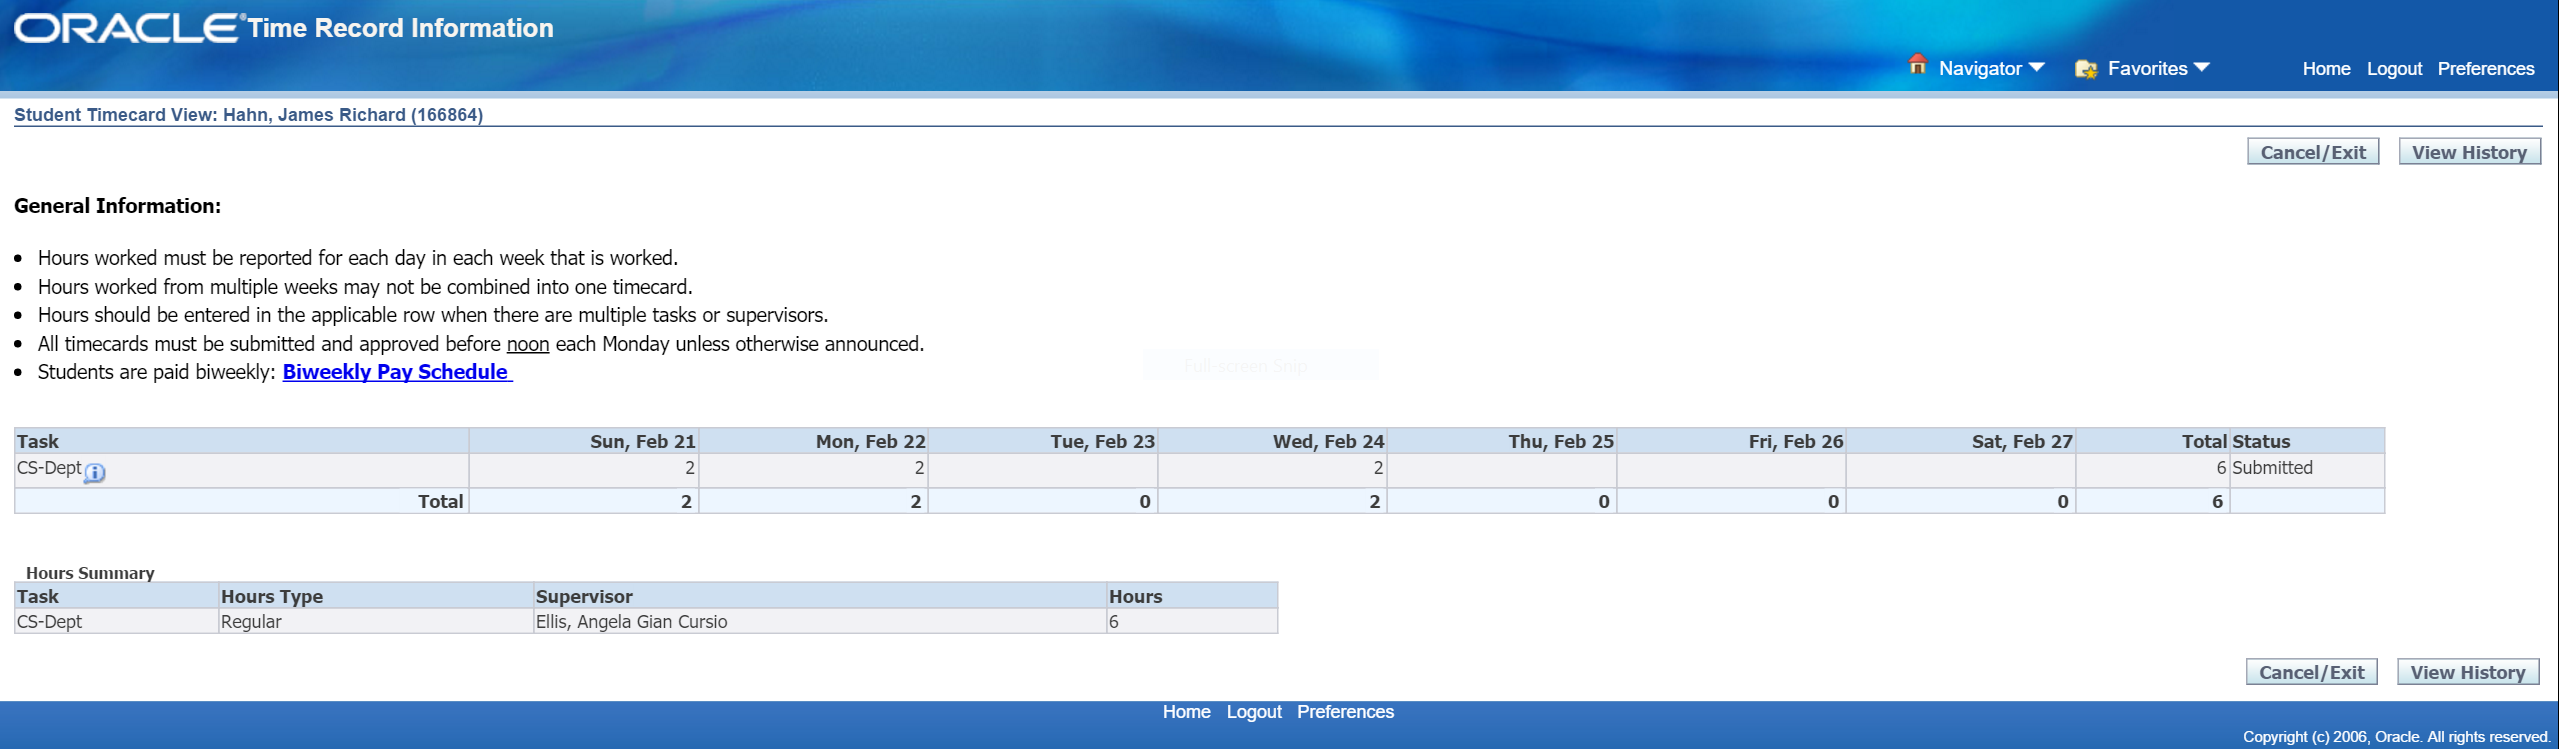 ORACLE® Time Record Information
Navigator Favorites Home Logout Preferences
Student Timecard View: Hahn, James Richard (166864)
Cancel/Exit View History
General Information:
• Hours worked must be reported for each day in each week that is worked.
• Hours worked from multiple weeks may not be combined into one timecard.
• Hours should be entered in the applicable row when there are multiple tasks or supervisors.
• All timecards must be submitted and approved before noon each Monday unless otherwise announced.
Full-screen Snip
• Students are paid biweekly: Biweekly Pay Schedule
Task Sun, Feb 21 Mon, Feb 22 Tue, Feb 23 Wed, Feb 24 Thu, Feb 25 Fri, Feb 26 Sat, Feb 27 Total Status
CS-Dept 2 2 2 6 Submitted
Total 2 2 0 2 0 0 0 6
Hours Summary
Task Hours Type Supervisor Hours
CS-Dept Regular Ellis, Angela Gian Cursio 6
Cancel/Exit View History
Home Logout Preferences
Copyright (c) 2006, Oracle. All rights reserved.